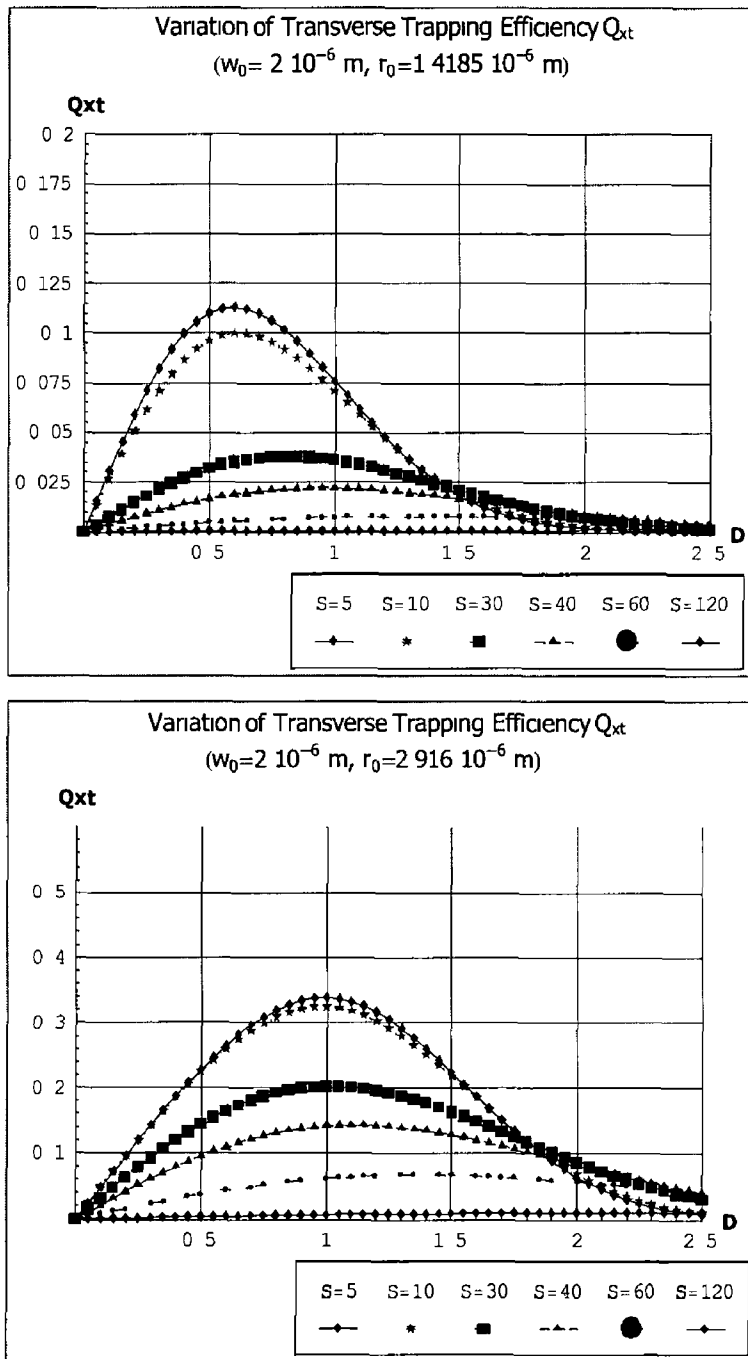 Variation of Transverse Trapping Efficiency Qxt
(w0= 2 10−6 m, r0=1 4185 10−6 m)
Qxt
0 2
0 175
0 15
0 125
0 1
0 075
0 05
0 025
0 5 1 1 5 2 2 5
D
S=5 S=10 S=30 S=40 S=60 S=120
Variation of Transverse Trapping Efficiency Qxt
(w0=2 10−6 m, r0=2 916 10−6 m)
Qxt
0 5
0 4
0 3
0 2
0 1
D
0 5 1 1 5 2 2 5
S=5 S=10 S=30 S=40 S=60 S=120